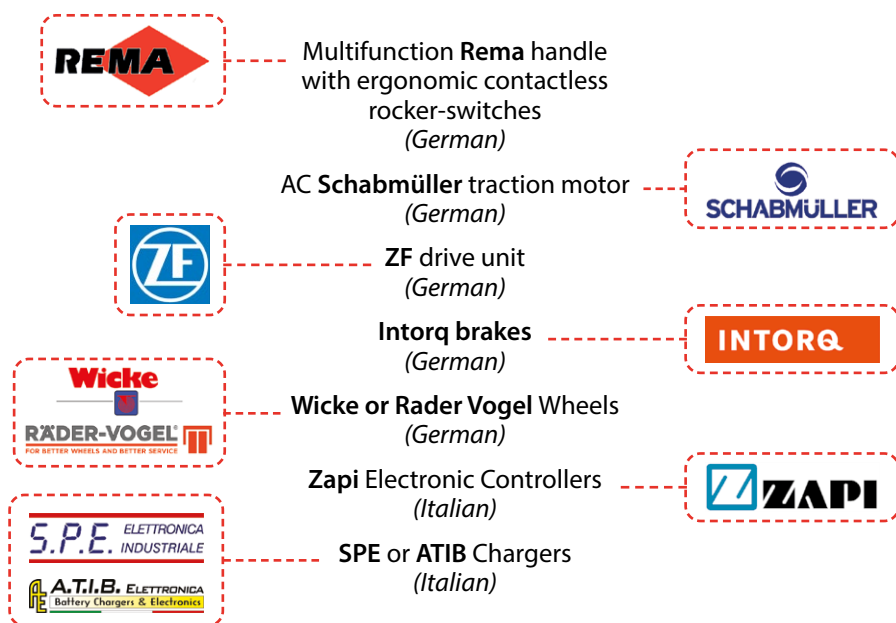 REMA
Multifunction Rema handle
with ergonomic contactless
rocker-switches
(German)
AC Schabmüller traction motor
(German)
SCHABMÜLLER
ZF
ZF drive unit
(German)
Intorq brakes
(German)
INTORQ
Wicke
RÄDER-VOGEL®
FOR BETTER WHEELS AND BETTER SERVICE
Wicke or Rader Vogel Wheels
(German)
Zapi Electronic Controllers
(Italian)
ZAPI
S.P.E. ELETTRONICA
INDUSTRIALE
A.T.I.B. ELETTRONICA
Battery Chargers & Electronics
SPE or ATIB Chargers
(Italian)